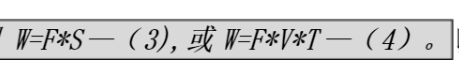 W=F*S—（3),或 W=F*V*T—（4）。